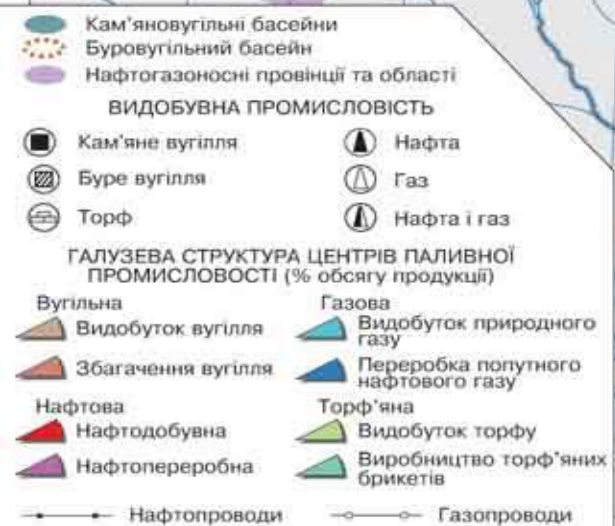 Кам'яновугільні басейни
Буровугільний басейн
Нафтогазоносні провінції та області
ВИДОБУВНА ПРОМИСЛОВІСТЬ
Кам'яне вугілля
Нафта
Буре вугілля
Газ
Торф
Нафта і газ
ГАЛУЗЕВА СТРУКТУРА ЦЕНТРІВ ПАЛИВНОЇ
ПРОМИСЛОВОСТІ (% обсягу продукції)
Вугільна
Видобуток вугілля
Збагачення вугілля
Газова
Видобуток природного
газу
Переробка попутного
нафтового газу
Нафтова
Нафтодобувна
Нафтопереробна
Торф'яна
Видобуток торфу
Виробництво торф'яних
брикетів
Нафтопроводи
Газопроводи